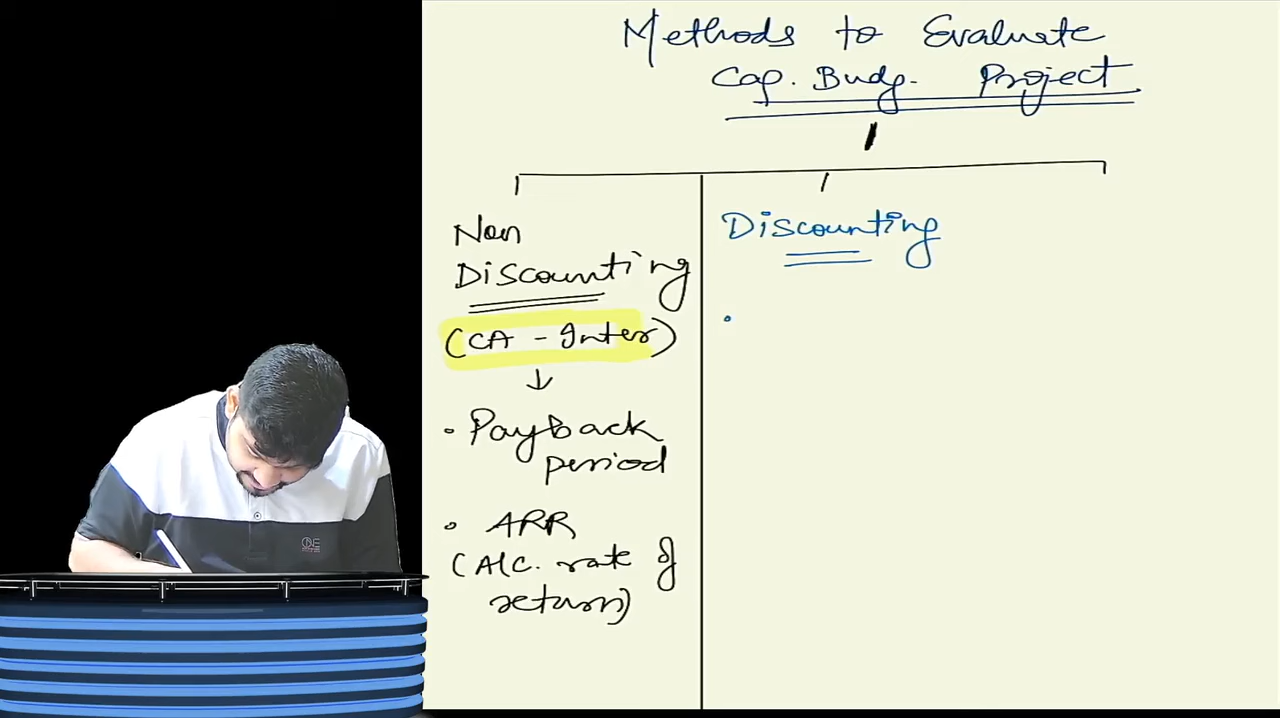 Methods to Evaluate
Cap. Budg. Project
Non
Discounting
(CA - Inter)
• Payback
period
• ARR
(A/c. rate of
return)
Discounting
•